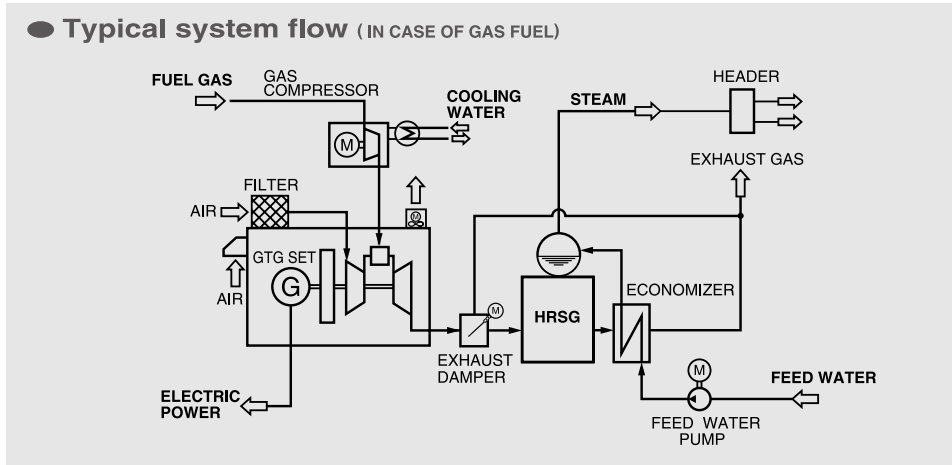 Typical system flow (IN CASE OF GAS FUEL)
FUEL GAS
GAS
COMPRESSOR
COOLING
WATER
STEAM
HEADER
M
EXHAUST GAS
FILTER
AIR
M
GTG SET
AIR
G
M
HRSG
ECONOMIZER
EXHAUST
DAMPER
M
FEED WATER
ELECTRIC
POWER
FEED WATER
PUMP